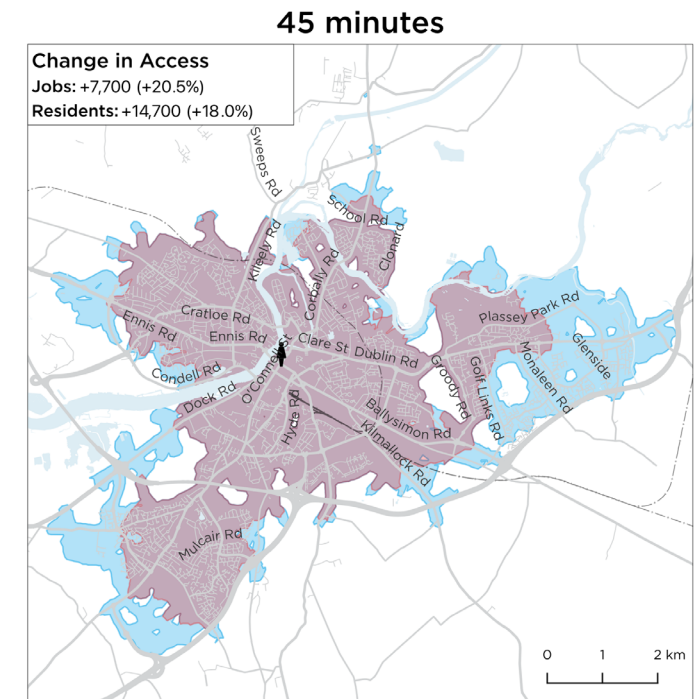 45 minutes
Change in Access
Jobs: +7,700 (+20.5%)
Residents: +14,700 (+18.0%)
Sweeps Rd
School Rd
Clonard
Kileely Rd
Corbally Rd
Plassey Park Rd
Cratloe Rd
Ennis Rd
Ennis Rd
Clare St
Dublin Rd
Glenside
Monaleen Rd
Condell Rd
O'Connell St
Groody Rd
Golf Links Rd
Dock Rd
Hyde Rd
Ballysimon Rd
Kilmallock Rd
Mulcair Rd
0 1 2 km